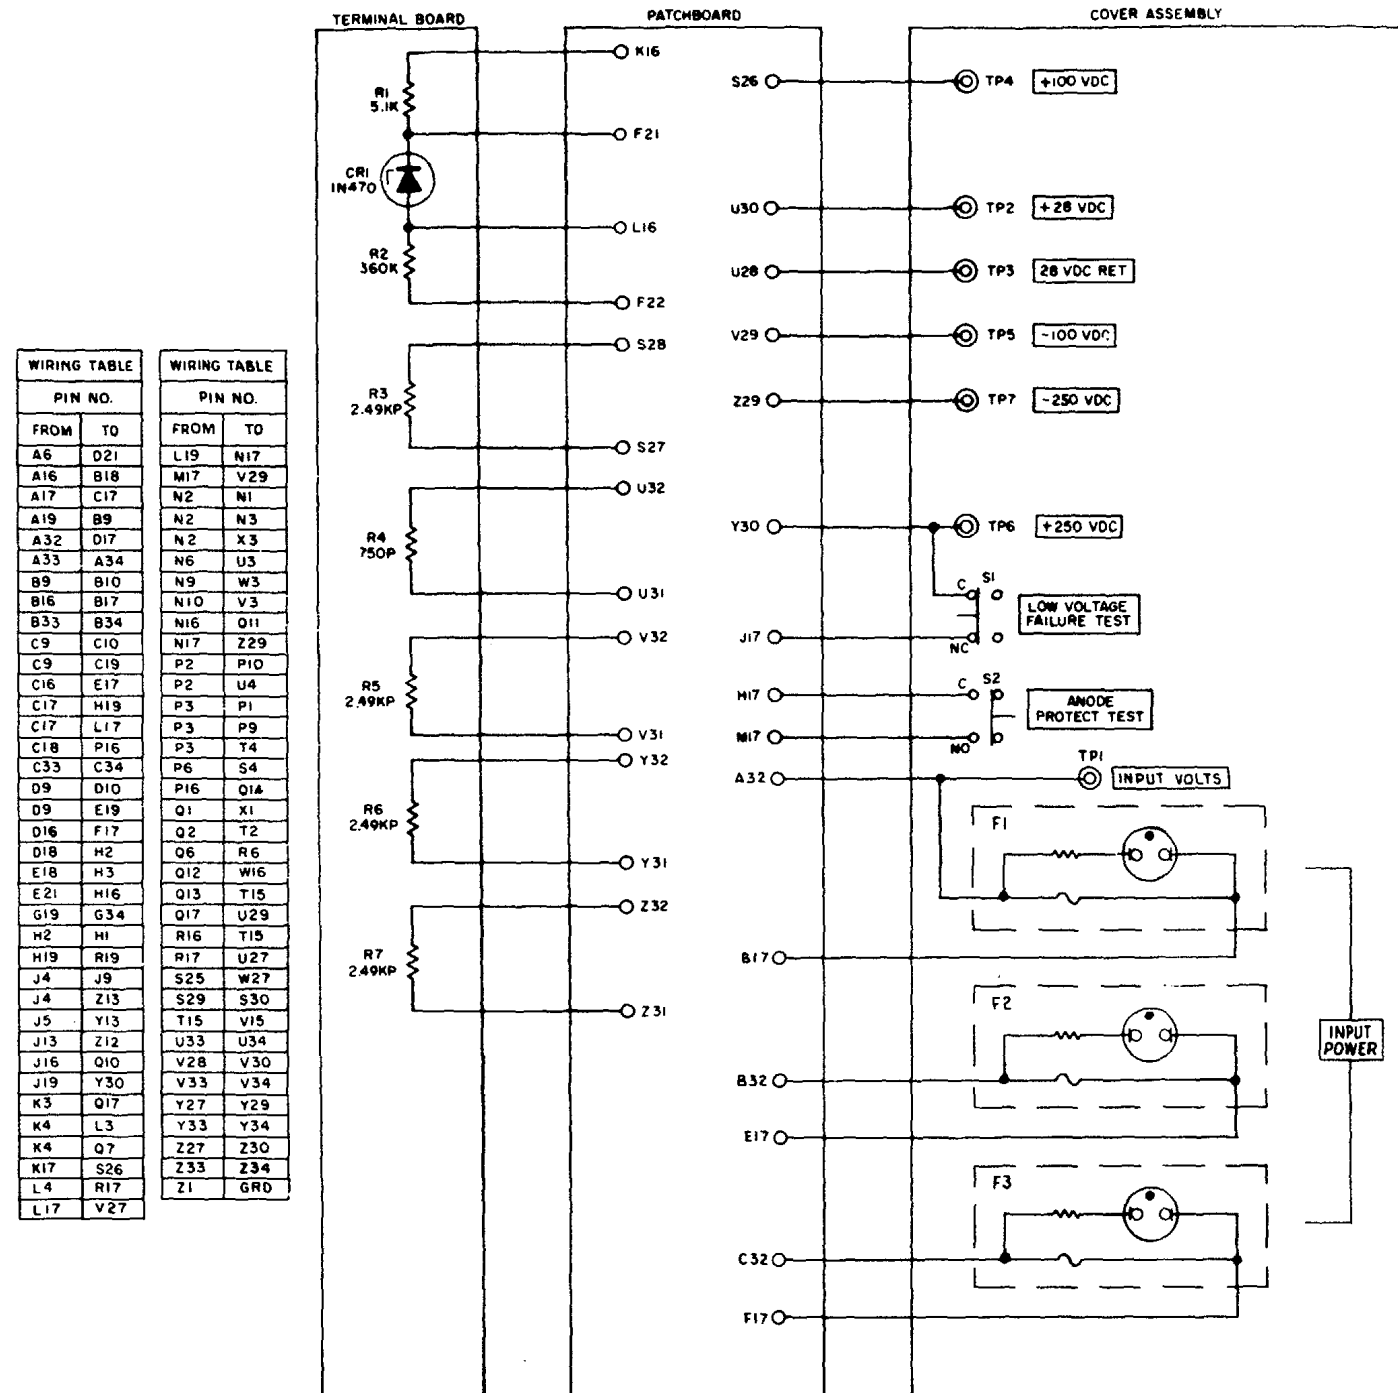 TERMINAL BOARD
PATCHBOARD
COVER ASSEMBLY
K16
R1
5.1K
F21
CR1
1N470
L16
R2
360K
F22
S28
R3
2.49KP
S27
U32
R4
750P
U31
V32
R5
2.49KP
V31
Y32
R6
2.49KP
Y31
Z32
R7
2.49KP
Z31
S26 TP4 +100 VDC
U30 TP2 +28 VDC
U28 TP3 28 VDC RET
V29 TP5 -100 VDC
Z29 TP7 -250 VDC
Y30 TP6 +250 VDC
C S1
LOW VOLTAGE
FAILURE TEST
J17
NC
H17 C S2
ANODE
PROTECT TEST
M17
NO
TP1
A32 INPUT VOLTS
F1
B17
F2
B32
E17
F3
C32
F17
INPUT
POWER
WIRING TABLE
PIN NO.
FROM TO
A6 D21
A16 B18
A17 C17
A19 B9
A32 D17
A33 A34
B9 B10
B16 B17
B33 B34
C9 C10
C9 C19
C16 E17
C17 H19
C17 L17
C18 P16
C33 C34
D9 D10
D9 E19
D16 F17
D18 H2
E18 H3
E21 H16
G19 G34
H2 H1
H19 R19
J4 J9
J4 Z13
J5 Y13
J13 Z12
J16 Q10
J19 Y30
K3 Q17
K4 L3
K4 Q7
K17 S26
L4 R17
L17 V27
WIRING TABLE
PIN NO.
FROM TO
L19 N17
M17 V29
N2 N1
N2 N3
N2 X3
N6 U3
N9 W3
N10 V3
N16 Q11
N17 Z29
P2 P10
P2 U4
P3 P1
P3 P9
P3 T4
P6 S4
P16 Q14
Q1 X1
Q2 T2
Q6 R6
Q12 W16
Q13 T15
Q17 U29
R16 T15
R17 U27
S25 W27
S29 S30
T15 V15
U33 U34
V28 V30
V33 V34
Y27 Y29
Y33 Y34
Z27 Z30
Z33 Z34
Z1 GRD